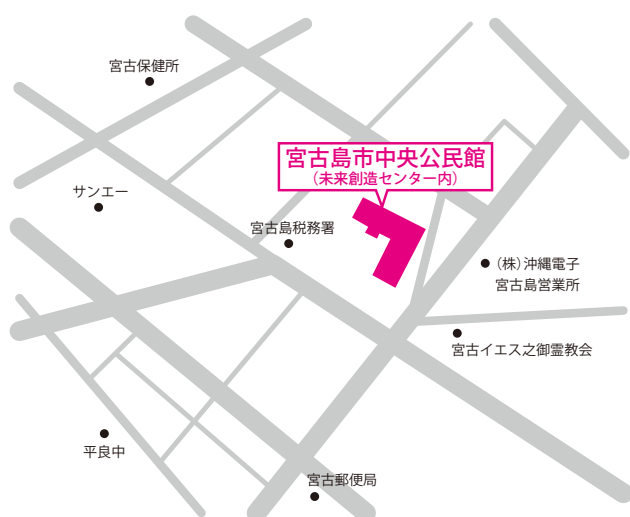 宮古保健所
宮古島市中央公民館
(未来創造センター内)
サンエー
宮古島税務署
(株)沖縄電子
宮古島営業所
宮古イエス之御霊教会
平良中
宮古郵便局